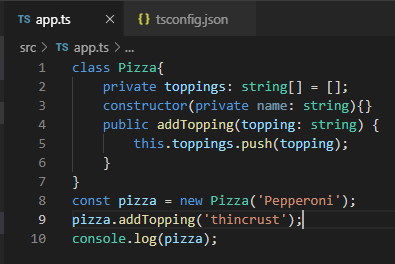 TS app.ts × {} tsconfig.json
src > TS app.ts > ...
1 class Pizza{
2     private toppings: string[] = [];
3     constructor(private name: string){}
4     public addTopping(topping: string) {
5         this.toppings.push(topping);
6     }
7 }
8 const pizza = new Pizza('Pepperoni');
9 pizza.addTopping('thincrust');
10 console.log(pizza);